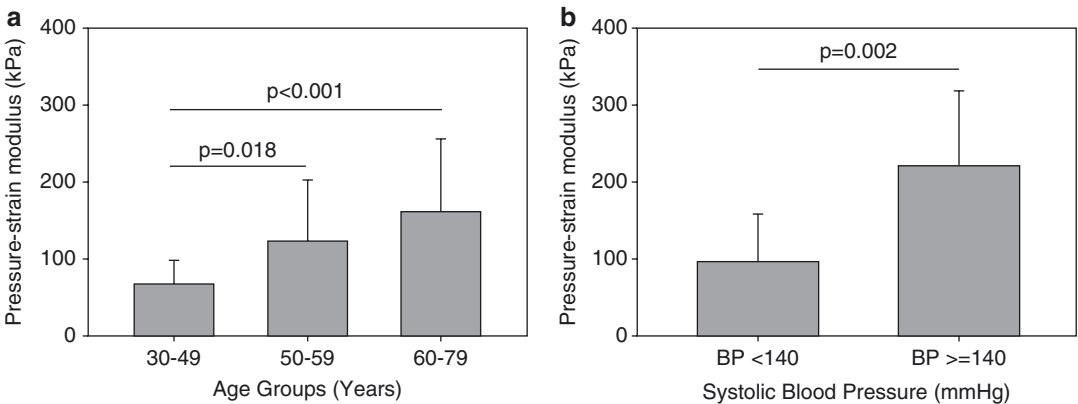 a
Pressure-strain modulus (kPa)
400
300
200
100
0
p<0.001
p=0.018
30-49 50-59 60-79
Age Groups (Years)
b
Pressure-strain modulus (kPa)
400
300
200
100
0
p=0.002
BP <140 BP >=140
Systolic Blood Pressure (mmHg)